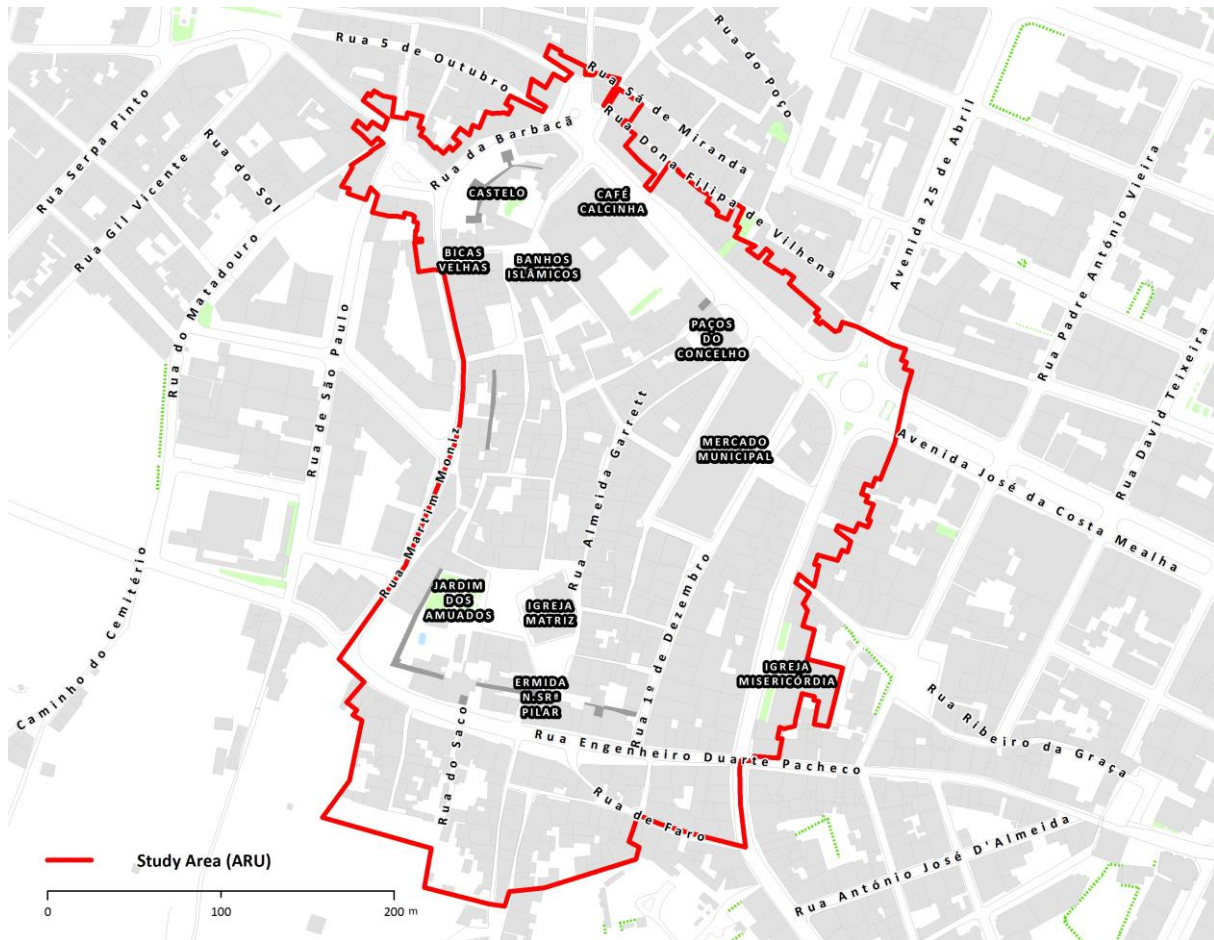 Rua 5 de Outubro
Rua Sá de Miranda
Rua do Poço
Rua Serpa Pinto
Rua Gil Vicente
Rua do Sol
Rua da Barbacã
Rua Dona Filipa de Vilhena
Avenida 25 de Abril
Rua Padre António Vieira
Rua David Teixeira
CASTELO
CAFÉ
CALCINHA
BICAS
VELHAS
BANHOS
ISLÂMICOS
Rua do Matadouro
Rua de São Paulo
PAÇOS
DO
CONCELHO
Rua Martim Moniz
Rua Almeida Garrett
MERCADO
MUNICIPAL
Avenida José da Costa Mealha
Caminho do Cemitério
JARDIM
DOS
AMUADOS
IGREJA
MATRIZ
Rua 1º de Dezembro
IGREJA
MISERICÓRDIA
ERMIDA
N.SRª
PILAR
Rua do Saco
Rua Engenheiro Duarte Pacheco
Rua Ribeiro da Graça
Rua de Faro
Rua António José D'Almeida
Study Area (ARU)
0 100 200 m